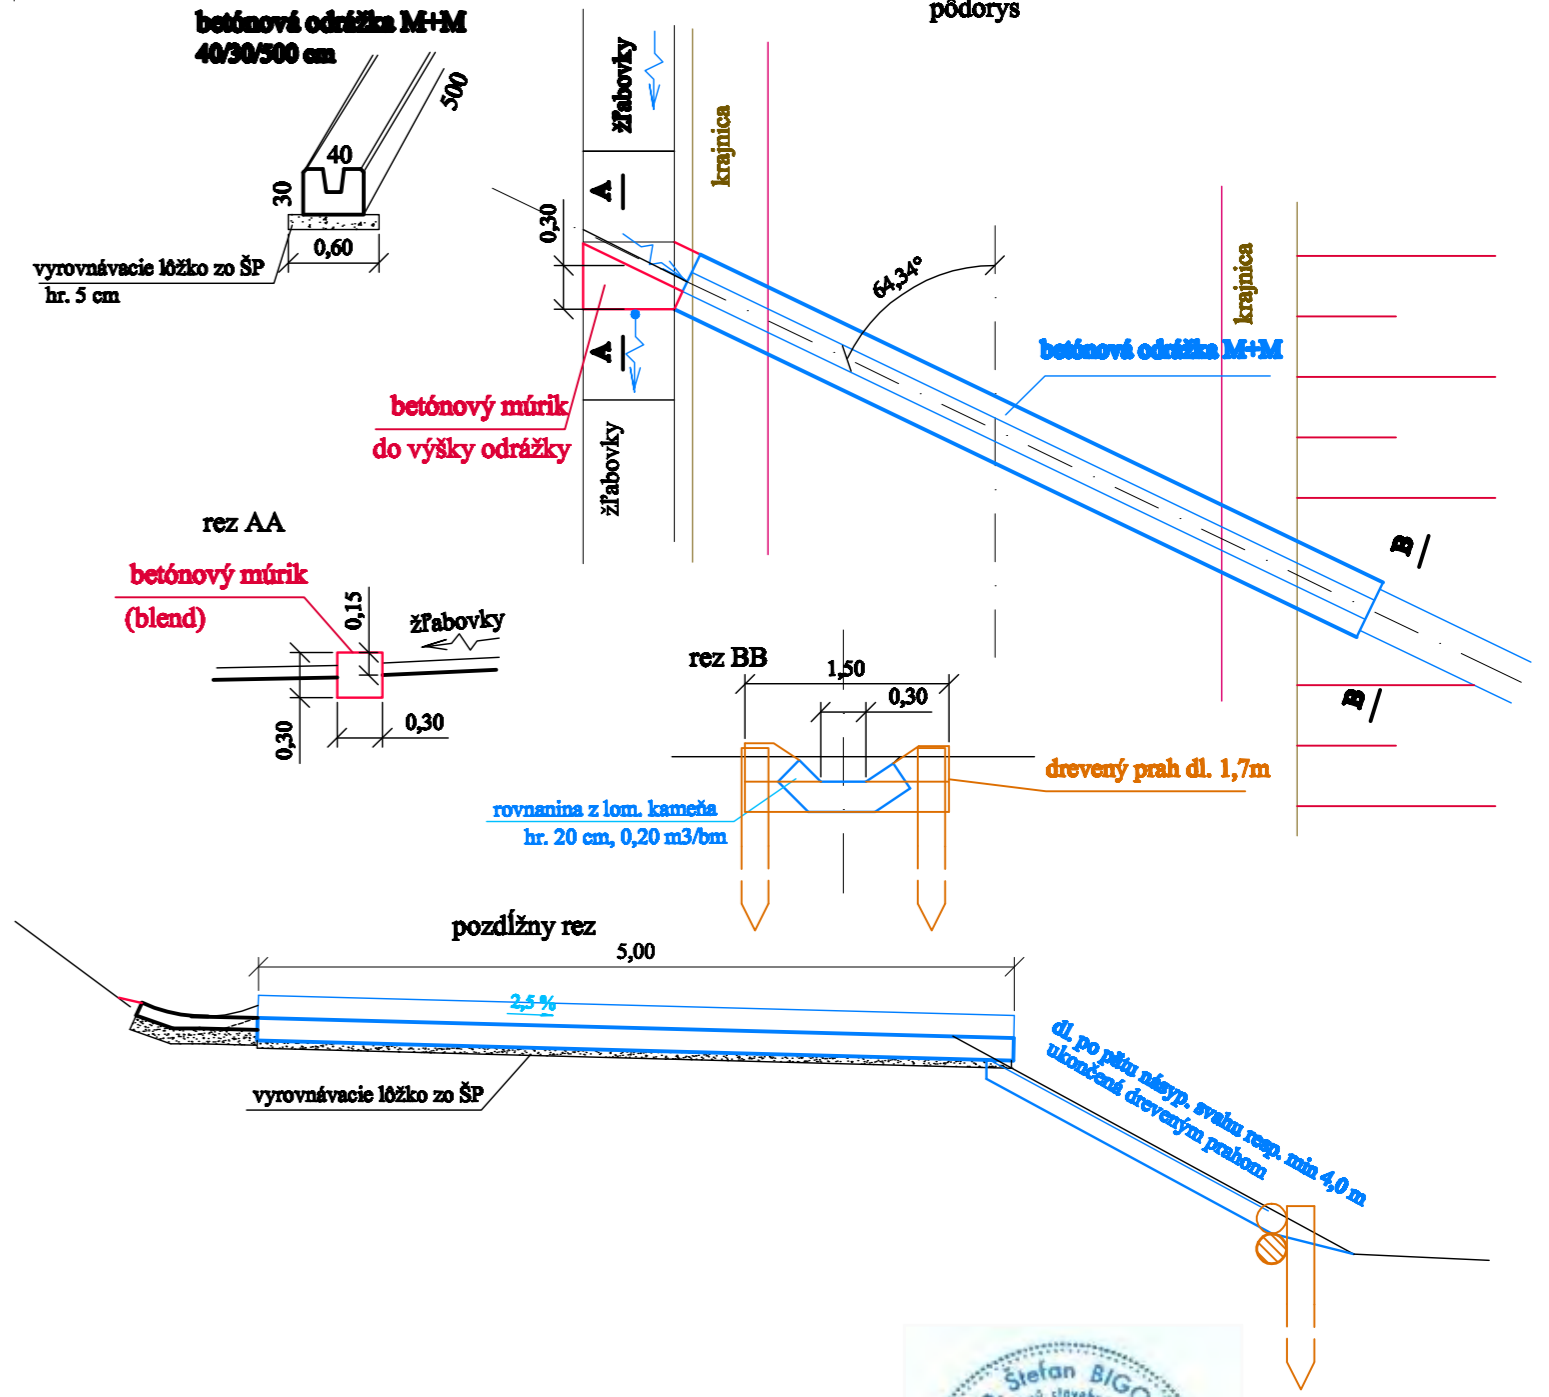 betónová odrážka M+M
40/30/500 cm
pôdorys
500
40
30
0,60
vyrovnávacie lôžko zo ŠP
hr. 5 cm
žľabovky
krajnica
A
0,30
64,34°
krajnica
betónová odrážka M+M
A
betónový múrik
do výšky odrážky
žľabovky
B
B
rez AA
betónový múrik
(blend)
0,15
žľabovky
0,30
0,30
rez BB
1,50
0,30
drevený prah dl. 1,7m
rovnanina z lom. kameňa
hr. 20 cm, 0,20 m3/bm
pozdĺžny rez
5,00
2,5 %
vyrovnávacie lôžko zo ŠP
dl. po pätu násyp. svahu resp. min 4,0 m
ukončená dreveným prahom
Štefan BIGO